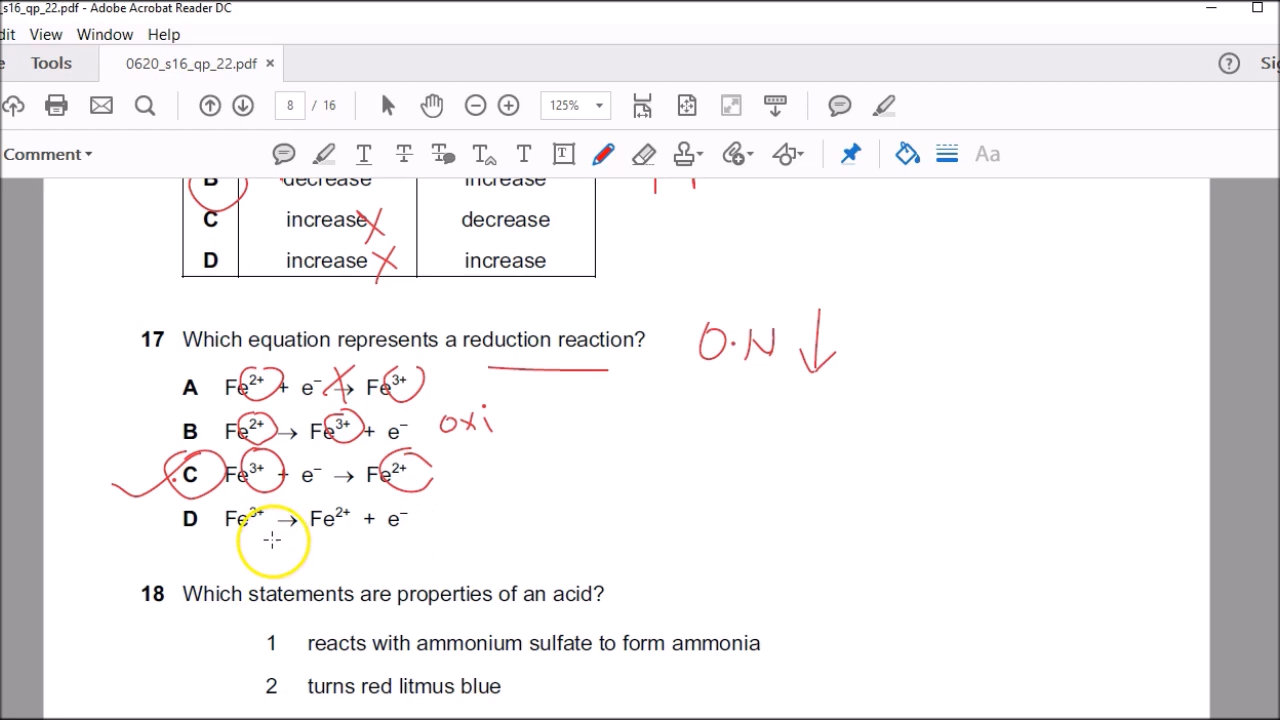 _s16_qp_22.pdf - Adobe Acrobat Reader DC
dit View Window Help
e Tools 0620_s16_qp_22.pdf × ? Si
8 / 16 125%
Comment Aa
B decrease increase
C increase decrease
D increase increase
17 Which equation represents a reduction reaction? O.N ↓
A Fe²⁺ + e⁻ → Fe³⁺
B Fe²⁺ → Fe³⁺ + e⁻ oxi
C Fe³⁺ + e⁻ → Fe²⁺
D Fe³⁺ → Fe²⁺ + e⁻
18 Which statements are properties of an acid?
1 reacts with ammonium sulfate to form ammonia
2 turns red litmus blue